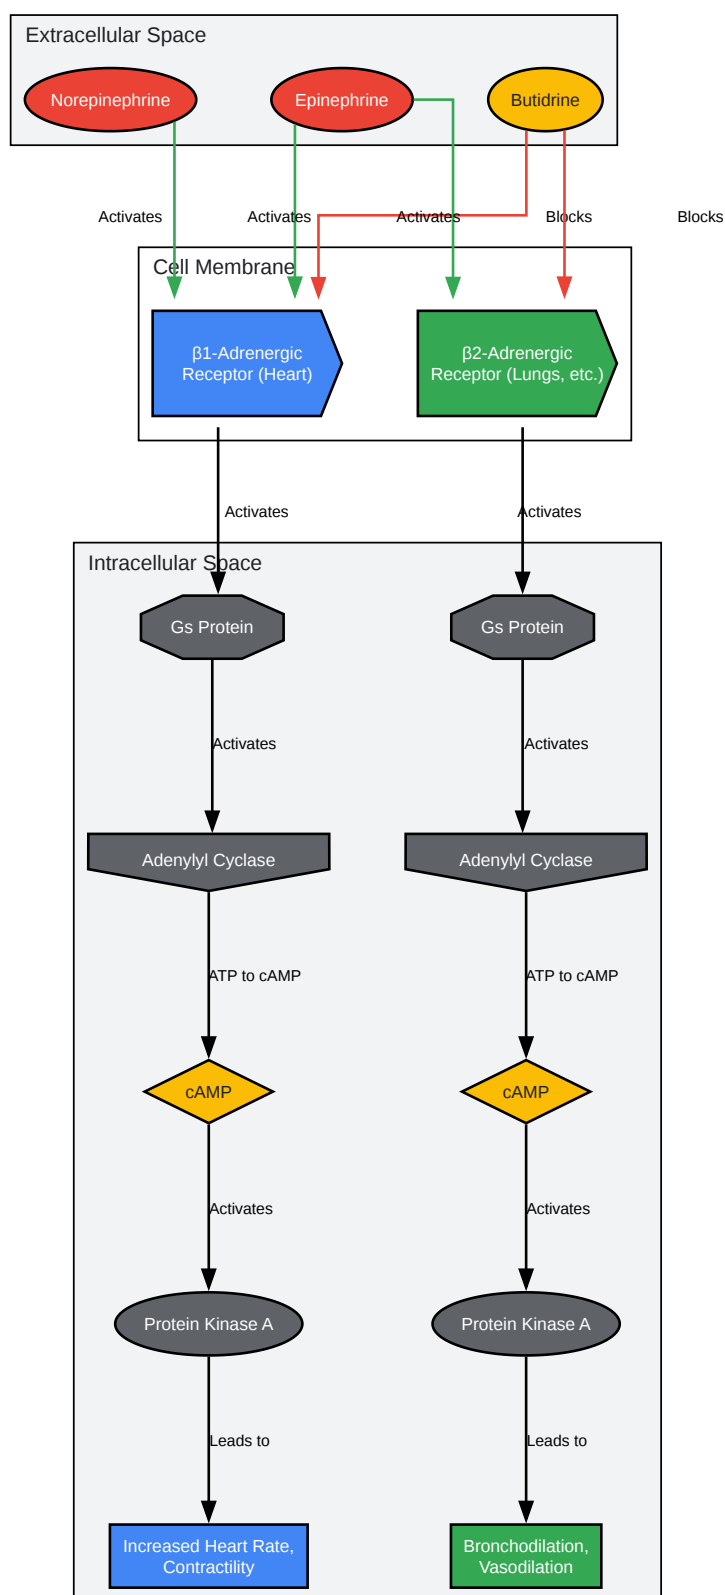 Extracellular Space
Norepinephrine
Epinephrine
Butidrine
Activates
Activates
Activates
Blocks
Blocks
Cell Membrane
β1-Adrenergic
Receptor (Heart)
β2-Adrenergic
Receptor (Lungs, etc.)
Activates
Activates
Intracellular Space
Gs Protein
Gs Protein
Activates
Activates
Adenylyl Cyclase
Adenylyl Cyclase
ATP to cAMP
ATP to cAMP
cAMP
cAMP
Activates
Activates
Protein Kinase A
Protein Kinase A
Leads to
Leads to
Increased Heart Rate,
Contractility
Bronchodilation,
Vasodilation